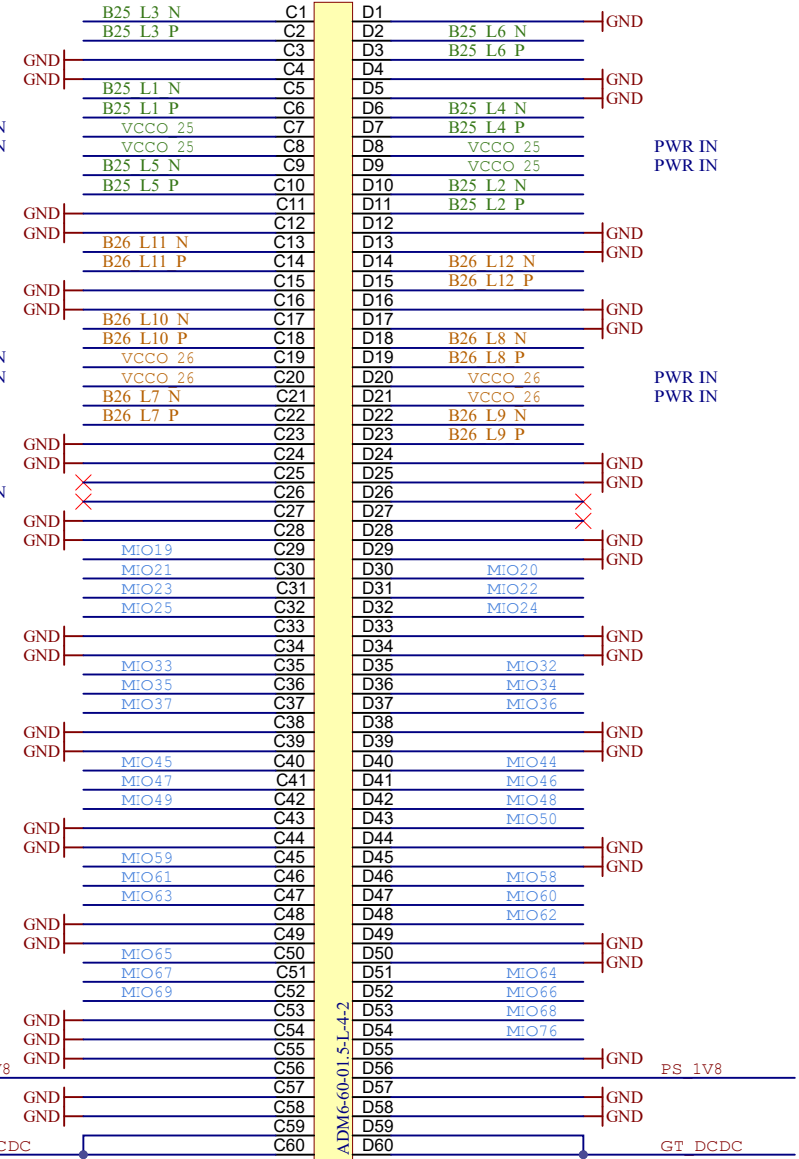 B25_L3_N C1 D1 GND
B25_L3_P C2 D2 B25_L6_N
GND C3 D3 B25_L6_P
GND C4 D4 GND
B25_L1_N C5 D5 GND
B25_L1_P C6 D6 B25_L4_N
N VCCO_25 C7 D7 B25_L4_P
N VCCO_25 C8 D8 VCCO_25 PWR IN
B25_L5_N C9 D9 VCCO_25 PWR IN
B25_L5_P C10 D10 B25_L2_N
GND C11 D11 B25_L2_P
GND C12 D12 GND
B26_L11_N C13 D13 GND
B26_L11_P C14 D14 B26_L12_N
GND C15 D15 B26_L12_P
GND C16 D16 GND
B26_L10_N C17 D17 GND
B26_L10_P C18 D18 B26_L8_N
N VCCO_26 C19 D19 B26_L8_P
N VCCO_26 C20 D20 VCCO_26 PWR IN
B26_L7_N C21 D21 VCCO_26 PWR IN
B26_L7_P C22 D22 B26_L9_N
GND C23 D23 B26_L9_P
GND C24 D24 GND
C25 D25 GND
N C26 D26
GND C27 D27
GND C28 D28 GND
MIO19 C29 D29 GND
MIO21 C30 D30 MIO20
MIO23 C31 D31 MIO22
MIO25 C32 D32 MIO24
GND C33 D33 GND
GND C34 D34 GND
MIO33 C35 D35 MIO32
MIO35 C36 D36 MIO34
MIO37 C37 D37 MIO36
GND C38 D38 GND
GND C39 D39 GND
MIO45 C40 D40 MIO44
MIO47 C41 D41 MIO46
MIO49 C42 D42 MIO48
GND C43 D43 MIO50
GND C44 D44 GND
MIO59 C45 D45 GND
MIO61 C46 D46 MIO58
MIO63 C47 D47 MIO60
GND C48 D48 MIO62
GND C49 D49 GND
MIO65 C50 D50 GND
MIO67 C51 D51 MIO64
MIO69 C52 D52 MIO66
GND C53 D53 MIO68
GND C54 D54 MIO76
GND C55 D55 GND
V8 C56 D56 PS_1V8
GND C57 D57 GND
GND C58 D58 GND
C59 D59
CDC C60 D60 GT_DCDC
ADM6-60-01.5-L-4-2